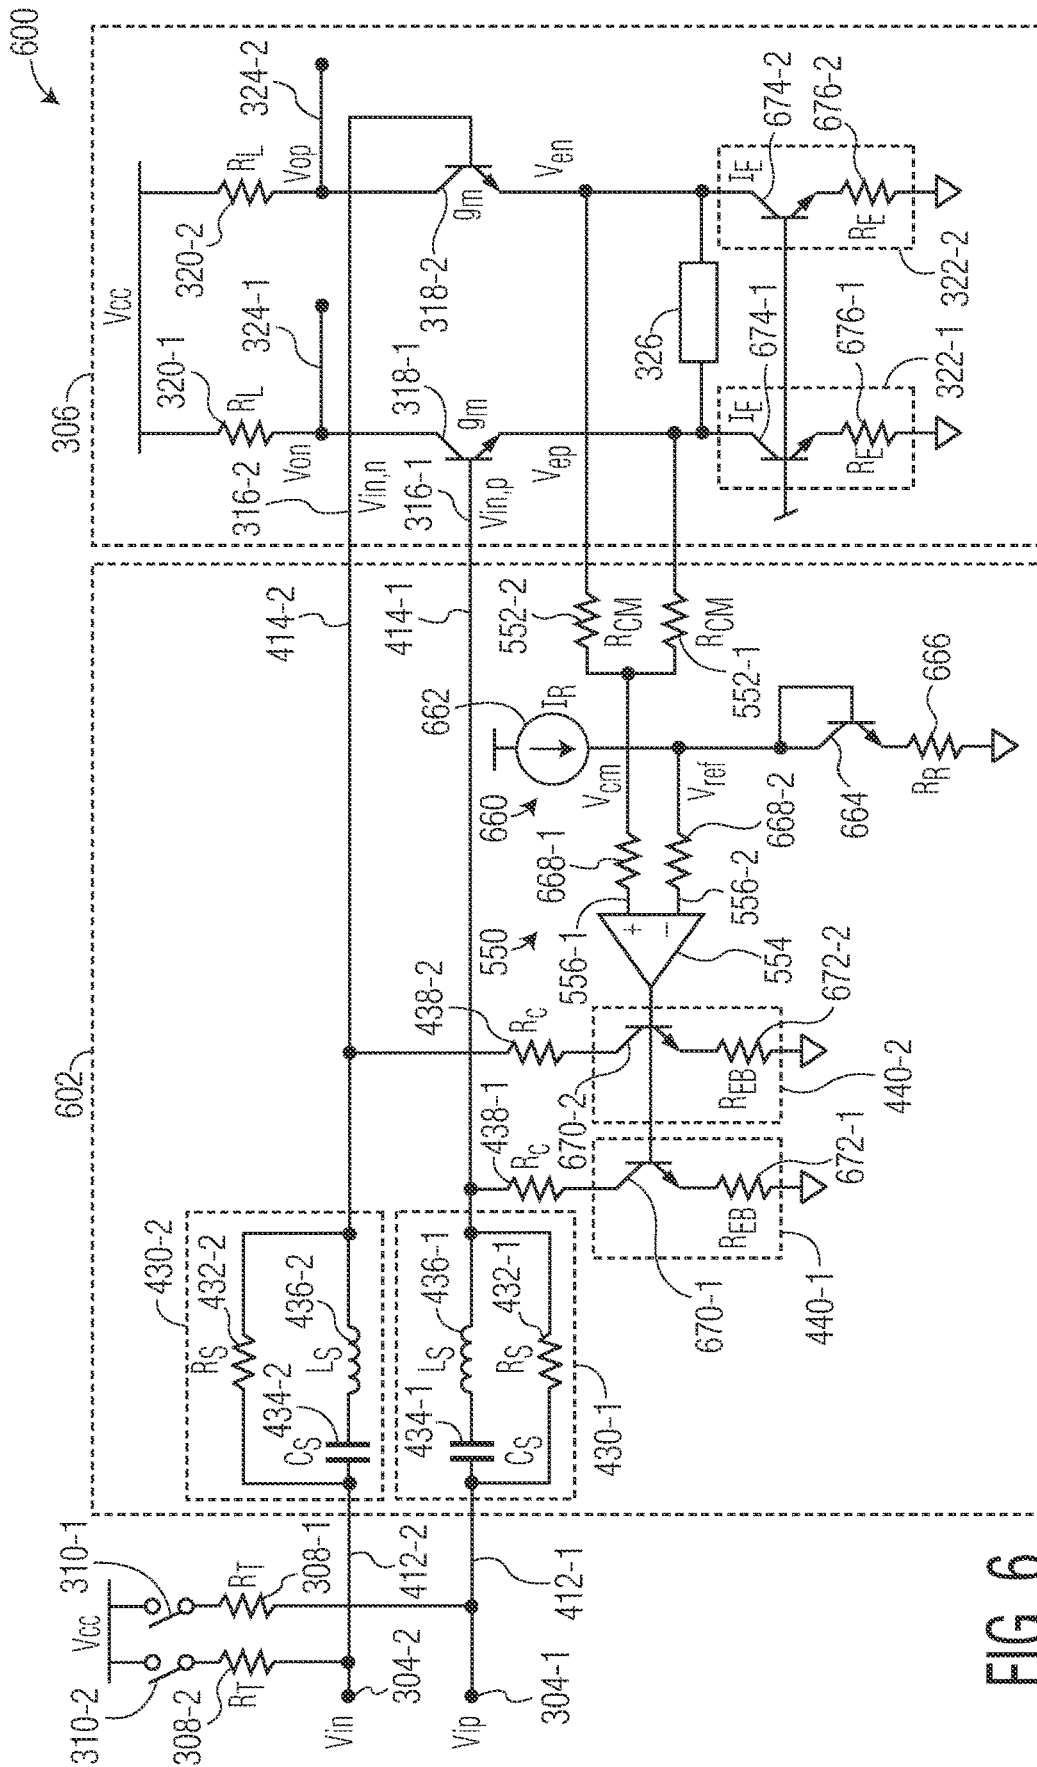 600
306
Vcc
320-1
RL
320-2
RL
Von
324-1
Vop
324-2
316-2
Vin,n
318-1
gm
318-2
gm
316-1
Vin,p
Vep
Ven
326
IE
674-1
IE
674-2
RE
676-1
RE
676-2
322-1
322-2
602
414-2
414-1
552-2
RCM
RCM
552-1
662
IR
660
Vcm
Vref
664
RR
666
668-1
668-2
556-1
556-2
550
+
−
554
438-2
RC
438-1
RC
670-2
REB
672-2
440-2
670-1
REB
672-1
440-1
430-2
432-2
RS
436-2
LS
434-2
CS
436-1
LS
432-1
RS
434-1
CS
430-1
310-1
Vcc
310-2
RT
308-1
RT
308-2
412-2
412-1
Vin
304-2
Vip
304-1
FIG. 6